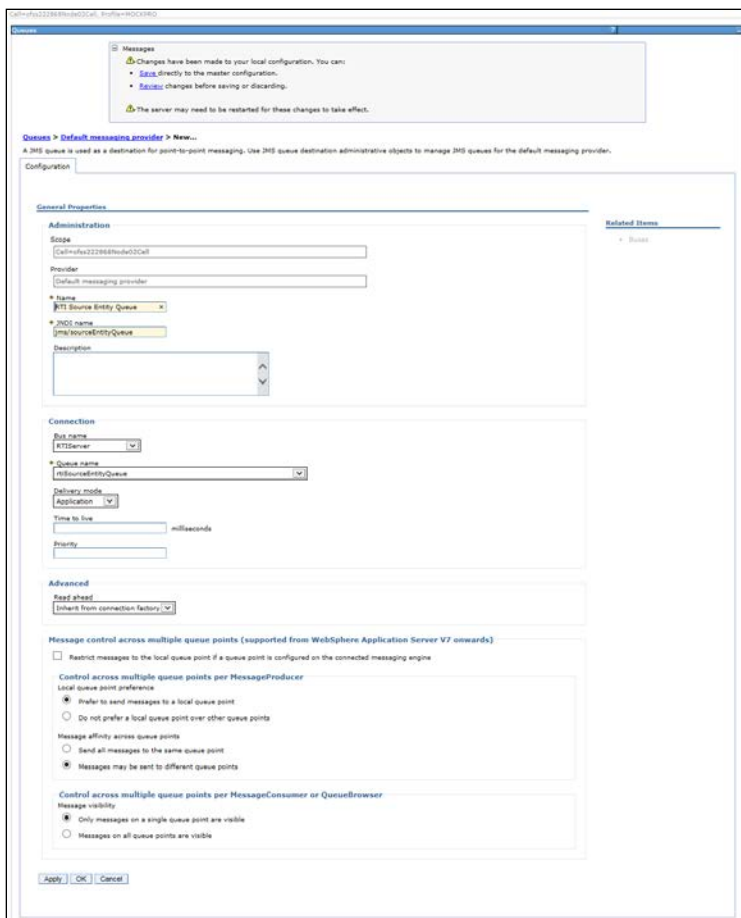 Queues
?
Messages
Changes have been made to your local configuration. You can:
Save directly to the master configuration.
Review changes before saving or discarding.
The server may need to be restarted for these changes to take effect.
Queues > Default messaging provider > New...
A JMS queue is used as a destination for point-to-point messaging. Use JMS queue destination administrative objects to manage JMS queues for the default messaging provider.
Configuration
General Properties
Related Items
Buses
Administration
Scope
Provider
Default messaging provider
* Name
RTI Source Entity Queue
* JNDI name
jms/sourceEntityQueue
Description
Connection
Bus name
RTIServer
* Queue name
rtiSourceEntityQueue
Delivery mode
Application
Time to live
milliseconds
Priority
Advanced
Read ahead
Inherit from connection factory
Message control across multiple queue points (supported from WebSphere Application Server V7 onwards)
Restrict messages to the local queue point if a queue point is configured on the connected messaging engine
Control across multiple queue points per MessageProducer
Local queue point preference
Prefer to send messages to a local queue point
Do not prefer a local queue point over other queue points
Message affinity across queue points
Send all messages to the same queue point
Messages may be sent to different queue points
Control across multiple queue points per MessageConsumer or QueueBrowser
Message visibility
Only messages on a single queue point are visible
Messages on all queue points are visible
Apply OK Cancel